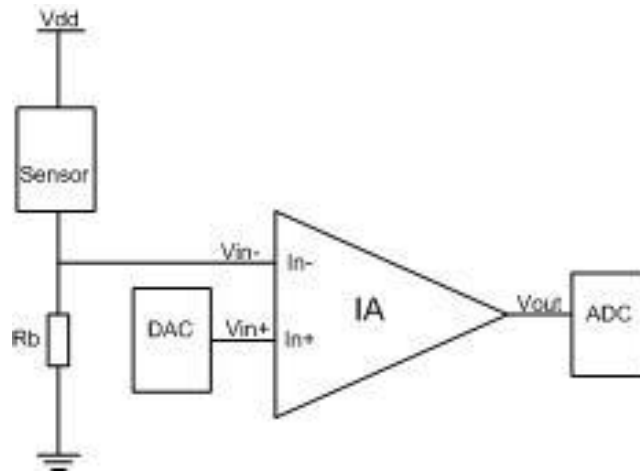 Vdd
Sensor
Vin-
In-
IA
Rb
DAC
Vin+
In+
Vout
ADC